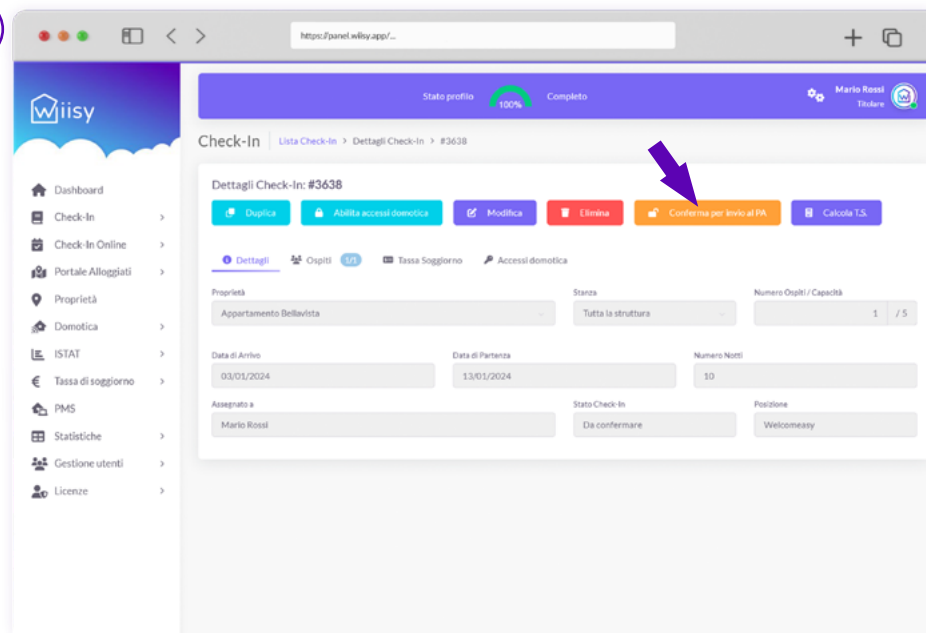 https://panel.wiisy.app/...
Wiisy
Stato profilo 100% Completo
Mario Rossi
Titolare
Check-In Lista Check-In > Dettagli Check-In > #3638
Dashboard
Check-In
Check-In Online
Portale Alloggiati
Proprietà
Domotica
ISTAT
Tassa di soggiorno
PMS
Statistiche
Gestione utenti
Licenze
Dettagli Check-In: #3638
Duplica Abilita accessi domotica Modifica Elimina Conferma per invio al PA Calcola T.S.
Dettagli Ospiti 1/1 Tassa Soggiorno Accessi domotica
Proprietà Stanza Numero Ospiti / Capacità
Appartamento Bellavista Tutta la struttura 1 / 5
Data di Arrivo Data di Partenza Numero Notti
03/01/2024 13/01/2024 10
Assegnato a Stato Check-In Posizione
Mario Rossi Da confermare Welcomeasy